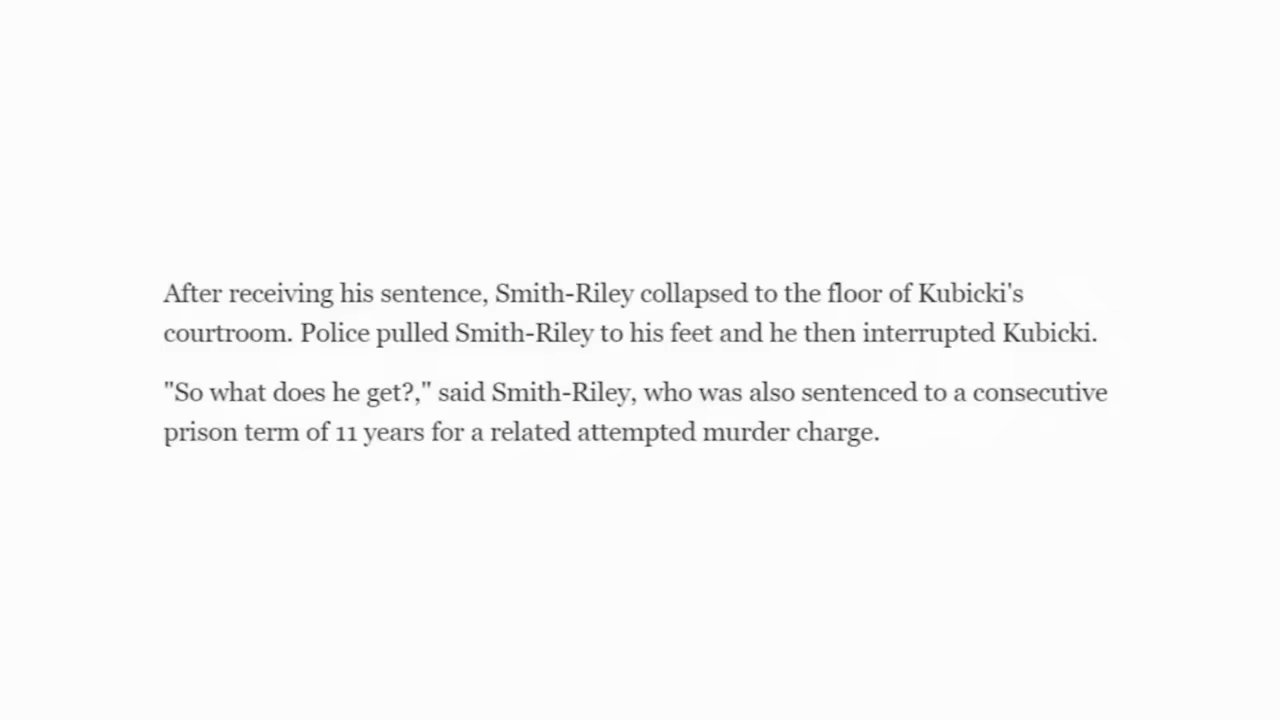 After receiving his sentence, Smith-Riley collapsed to the floor of Kubicki's
courtroom. Police pulled Smith-Riley to his feet and he then interrupted Kubicki.
"So what does he get?," said Smith-Riley, who was also sentenced to a consecutive
prison term of 11 years for a related attempted murder charge.